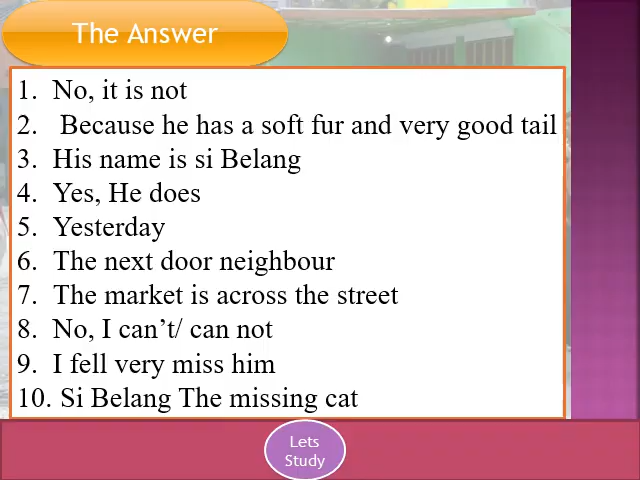 The Answer
1. No, it is not
2. Because he has a soft fur and very good tail
3. His name is si Belang
4. Yes, He does
5. Yesterday
6. The next door neighbour
7. The market is across the street
8. No, I can’t/ can not
9. I fell very miss him
10. Si Belang The missing cat
Lets
Study